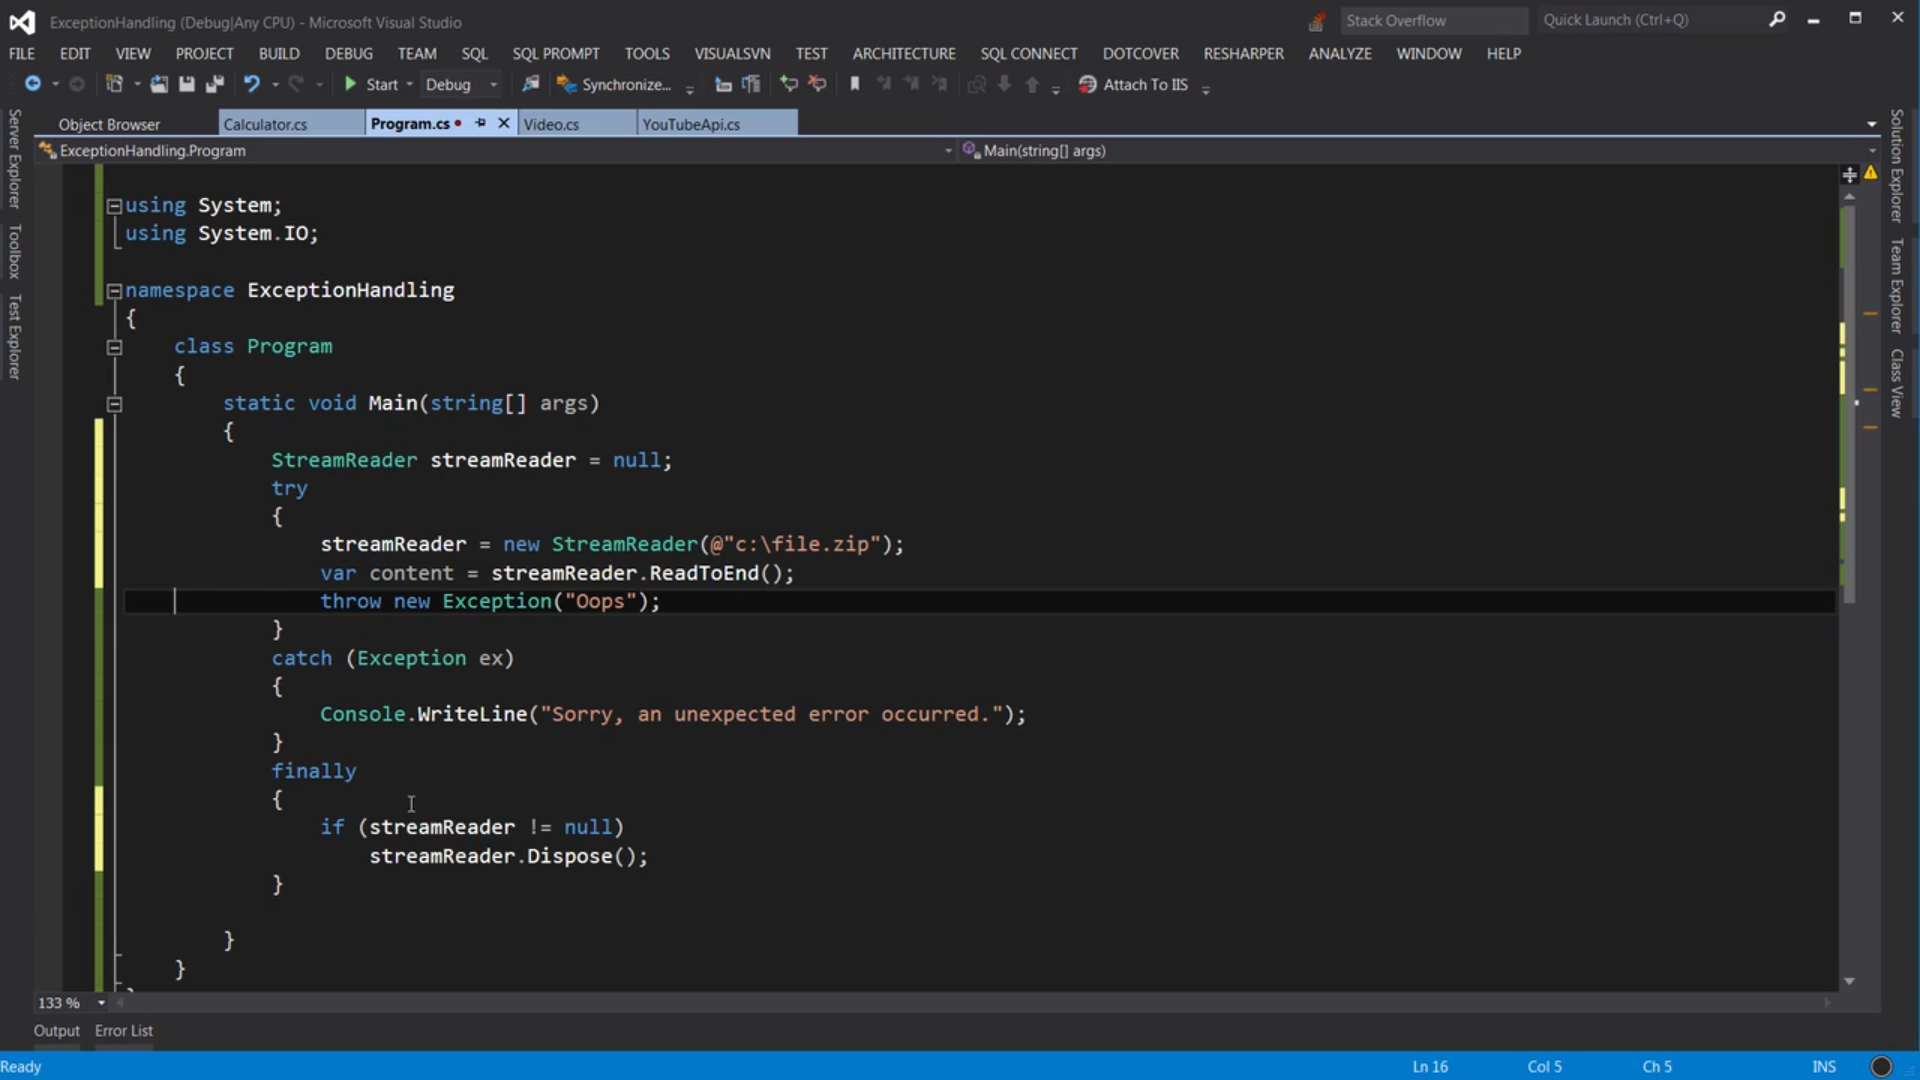 ExceptionHandling (Debug|Any CPU) - Microsoft Visual Studio
Stack Overflow
Quick Launch (Ctrl+Q)
FILE EDIT VIEW PROJECT BUILD DEBUG TEAM SQL SQL PROMPT TOOLS VISUALSVN TEST ARCHITECTURE SQL CONNECT DOTCOVER RESHARPER ANALYZE WINDOW HELP
Start Debug Synchronize... Attach To IIS
Object Browser Calculator.cs Program.cs Video.cs YouTubeApi.cs
ExceptionHandling.Program Main(string[] args)
Server Explorer
Toolbox
Test Explorer
using System;
using System.IO;
namespace ExceptionHandling
{
class Program
{
static void Main(string[] args)
{
StreamReader streamReader = null;
try
{
streamReader = new StreamReader(@"c:\file.zip");
var content = streamReader.ReadToEnd();
throw new Exception("Oops");
}
catch (Exception ex)
{
Console.WriteLine("Sorry, an unexpected error occurred.");
}
finally
{
if (streamReader != null)
streamReader.Dispose();
}
}
}
Solution Explorer
Team Explorer
Class View
133 %
Output Error List
Ready Ln 16 Col 5 Ch 5 INS